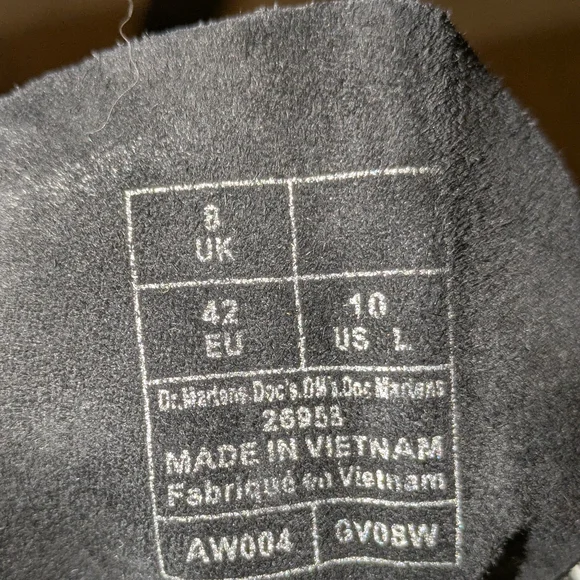 8
UK
42
EU
10
US L
Dr.Martens.Doc's.DM's.Doc Martens
26953
MADE IN VIETNAM
Fabriqué en Vietnam
AW004
GV08W